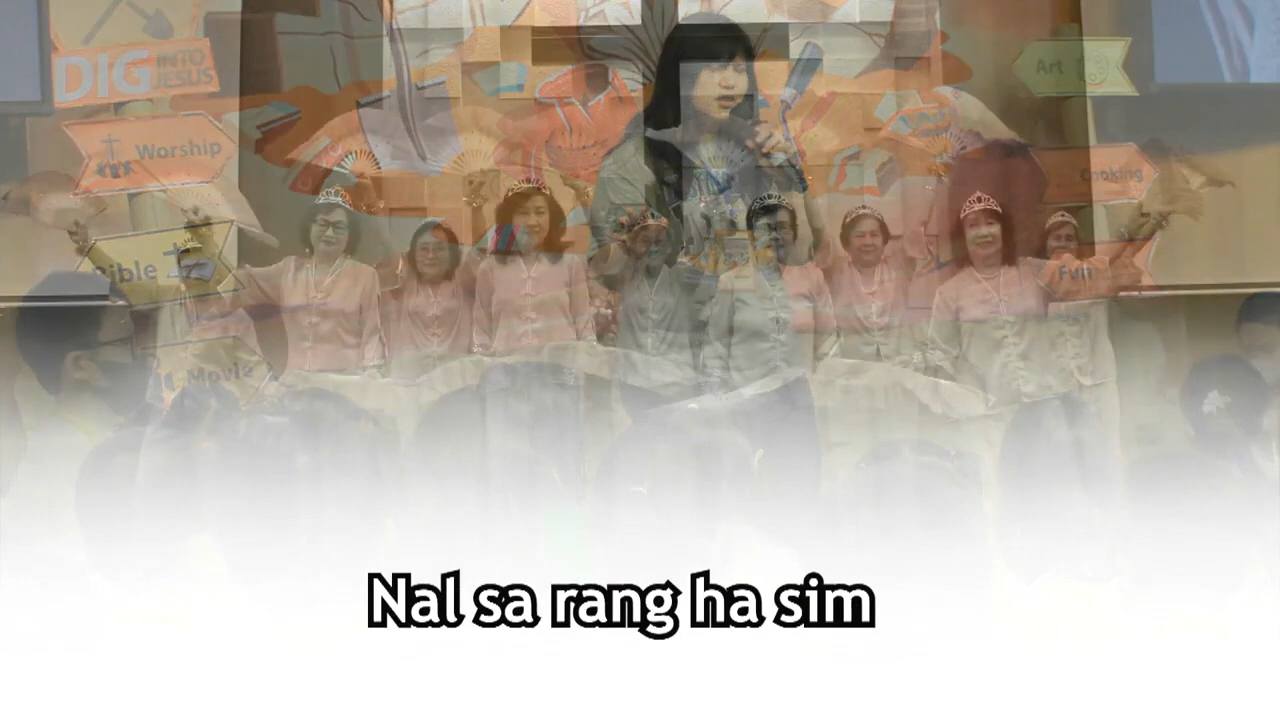 DIG INTO JESUS
Worship
Bible
Movie
Art
Cooking
Fun
Nal sa rang ha sim